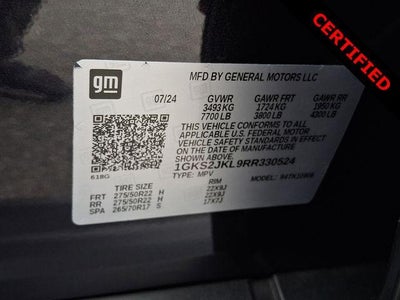 CERTIFIED
gm
MFD BY GENERAL MOTORS LLC
07/24 GVWR GAWR FRT GAWR RR
3493 KG 1724 KG 1950 KG
7700 LB 3800 LB 4300 LB
THIS VEHICLE CONFORMS TO ALL
APPLICABLE U.S. FEDERAL MOTOR VEHICLE
SAFETY STANDARDS IN EFFECT ON THE
DATE OF MANUFACTURE SHOWN ABOVE.
1GKS2JKL9RR330524
618G TYPE: MPV MODEL:
TIRE SIZE RIM
FRT 275/50R22 H 22X9J
RR 275/50R22 H 22X9J
SPA 265/70R17 S 17X7J